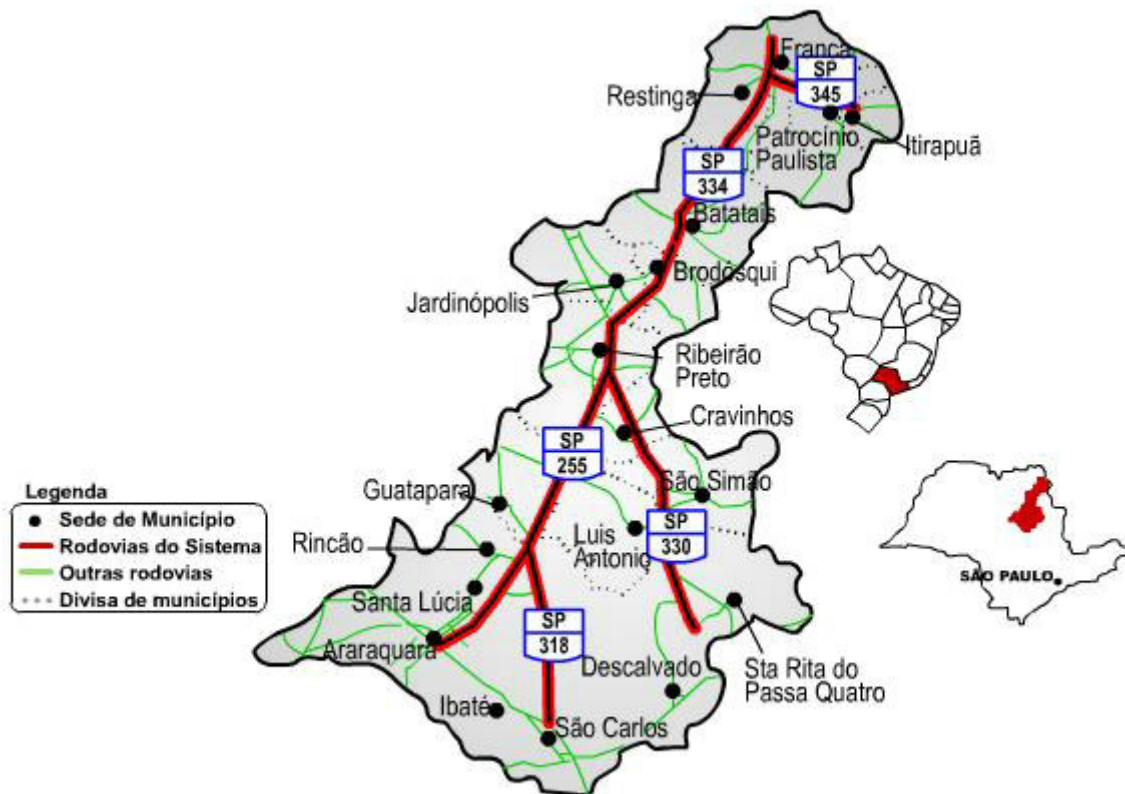 Franca
SP
345
Restinga
Patrocínio
Paulista
Itirapuã
SP
334
Batatais
Brodósqui
Jardinópolis
Ribeirão
Preto
Cravinhos
SP
255
São Simão
Guatapara
Legenda
Sede de Município
Rodovias do Sistema
Outras rodovias
Divisa de municípios
Rincão
Luis
Antonio
SP
330
SÃO PAULO
Santa Lúcia
SP
318
Araraquara
Descalvado
Sta Rita do
Passa Quatro
Ibaté
São Carlos